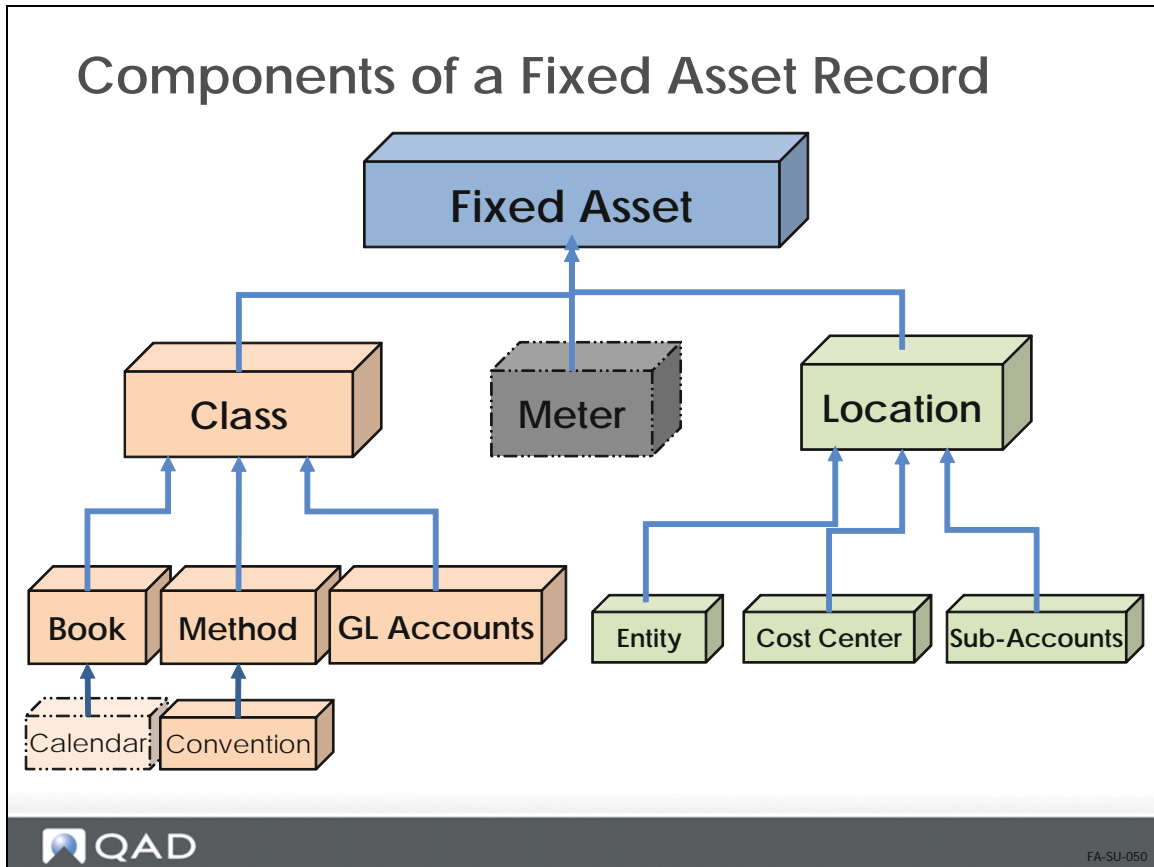 Components of a Fixed Asset Record
Fixed Asset
Class
Meter
Location
Book
Method
GL Accounts
Entity
Cost Center
Sub-Accounts
Calendar
Convention
QAD
FA-SU-050